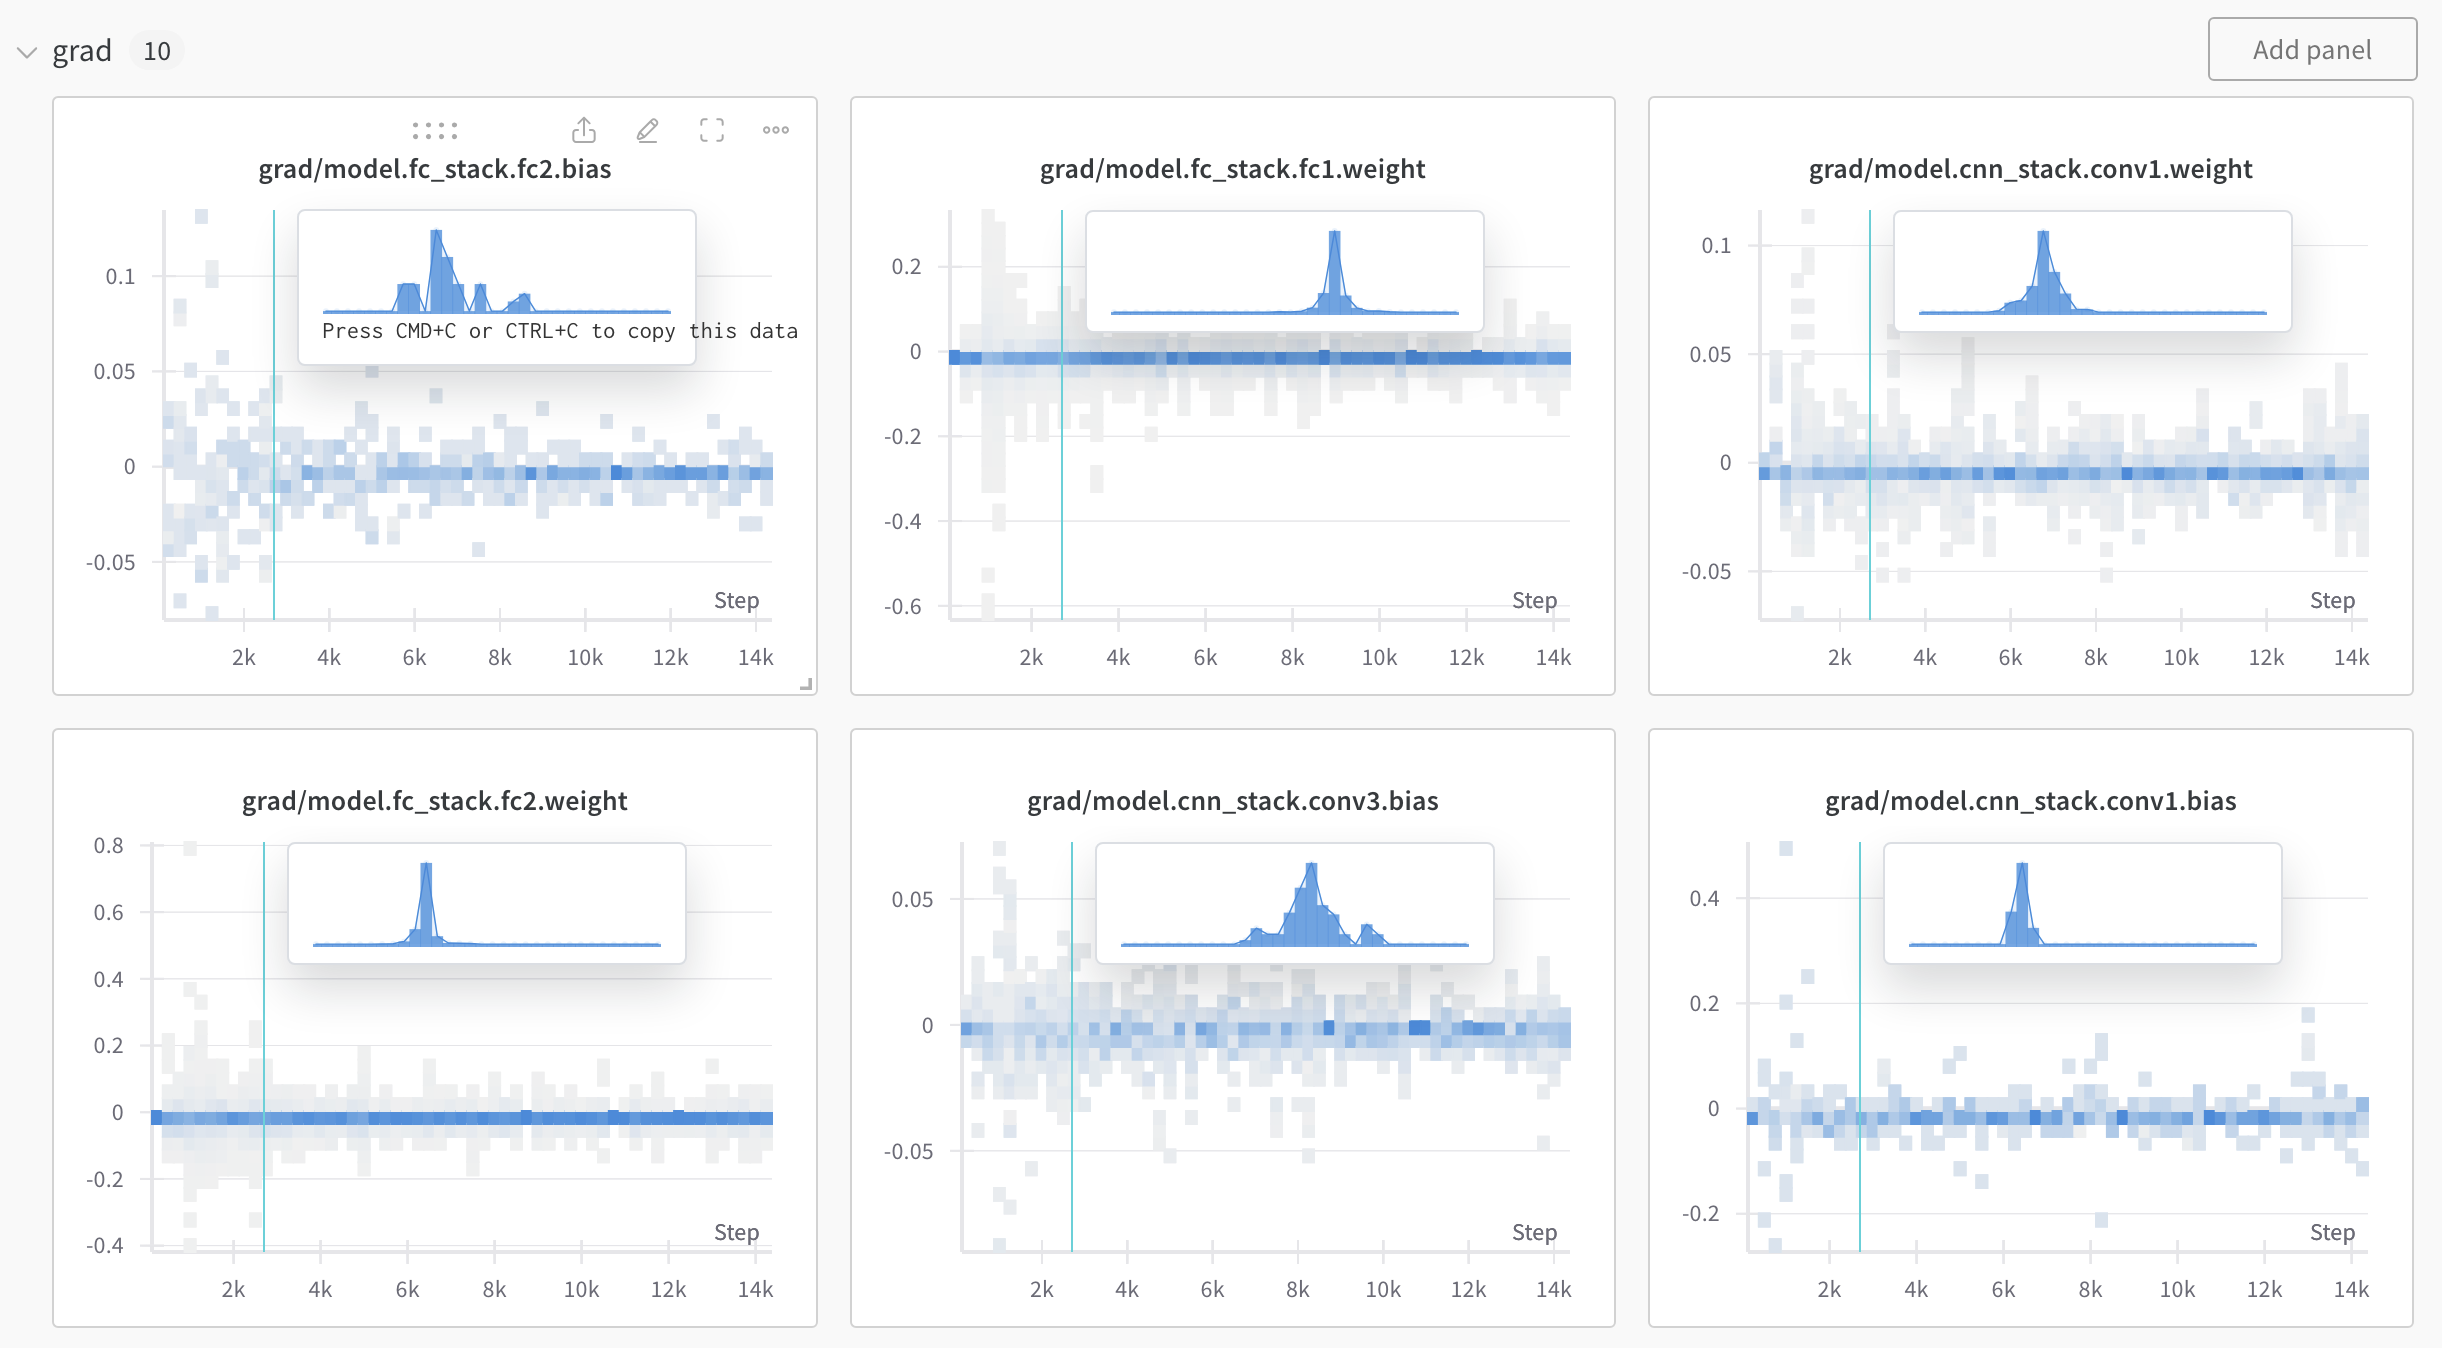 grad 10
Add panel
grad/model.fc_stack.fc2.bias
0.1
0.05
0
-0.05
Press CMD+C or CTRL+C to copy this data
Step
2k 4k 6k 8k 10k 12k 14k
grad/model.fc_stack.fc1.weight
0.2
0
-0.2
-0.4
-0.6
Step
2k 4k 6k 8k 10k 12k 14k
grad/model.cnn_stack.conv1.weight
0.1
0.05
0
-0.05
Step
2k 4k 6k 8k 10k 12k 14k
grad/model.fc_stack.fc2.weight
0.8
0.6
0.4
0.2
0
-0.2
-0.4
Step
2k 4k 6k 8k 10k 12k 14k
grad/model.cnn_stack.conv3.bias
0.05
0
-0.05
Step
2k 4k 6k 8k 10k 12k 14k
grad/model.cnn_stack.conv1.bias
0.4
0.2
0
-0.2
Step
2k 4k 6k 8k 10k 12k 14k